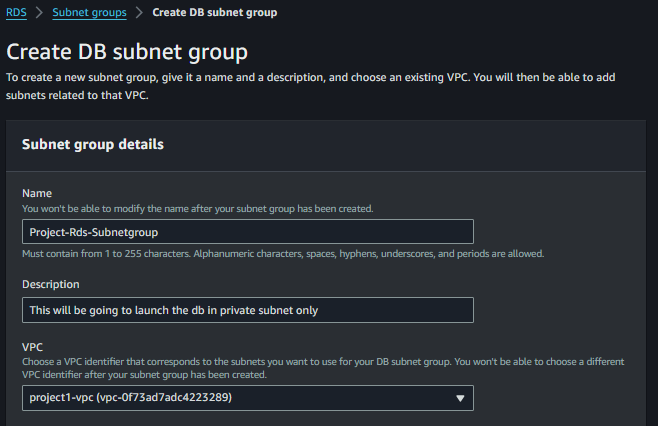 RDS > Subnet groups > Create DB subnet group
Create DB subnet group
To create a new subnet group, give it a name and a description, and choose an existing VPC. You will then be able to add
subnets related to that VPC.
Subnet group details
Name
You won't be able to modify the name after your subnet group has been created.
Project-Rds-Subnetgroup
Must contain from 1 to 255 characters. Alphanumeric characters, spaces, hyphens, underscores, and periods are allowed.
Description
This will be going to launch the db in private subnet only
VPC
Choose a VPC identifier that corresponds to the subnets you want to use for your DB subnet group. You won't be able to choose a different
VPC identifier after your subnet group has been created.
project1-vpc (vpc-0f73ad7adc4223289)